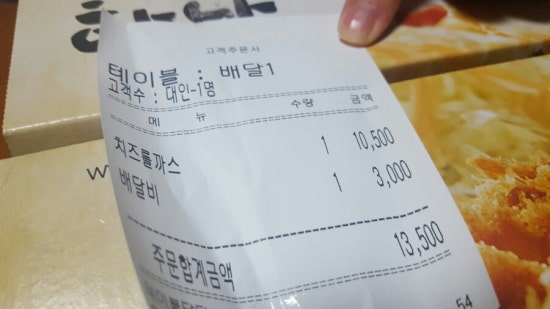 고객주문서
테이블 : 배달1
고객수 : 대인-1명
메 뉴 수량 금액
치즈롤까스 1 10,500
배달비 1 3,000
주문합계금액 13,500
54
w